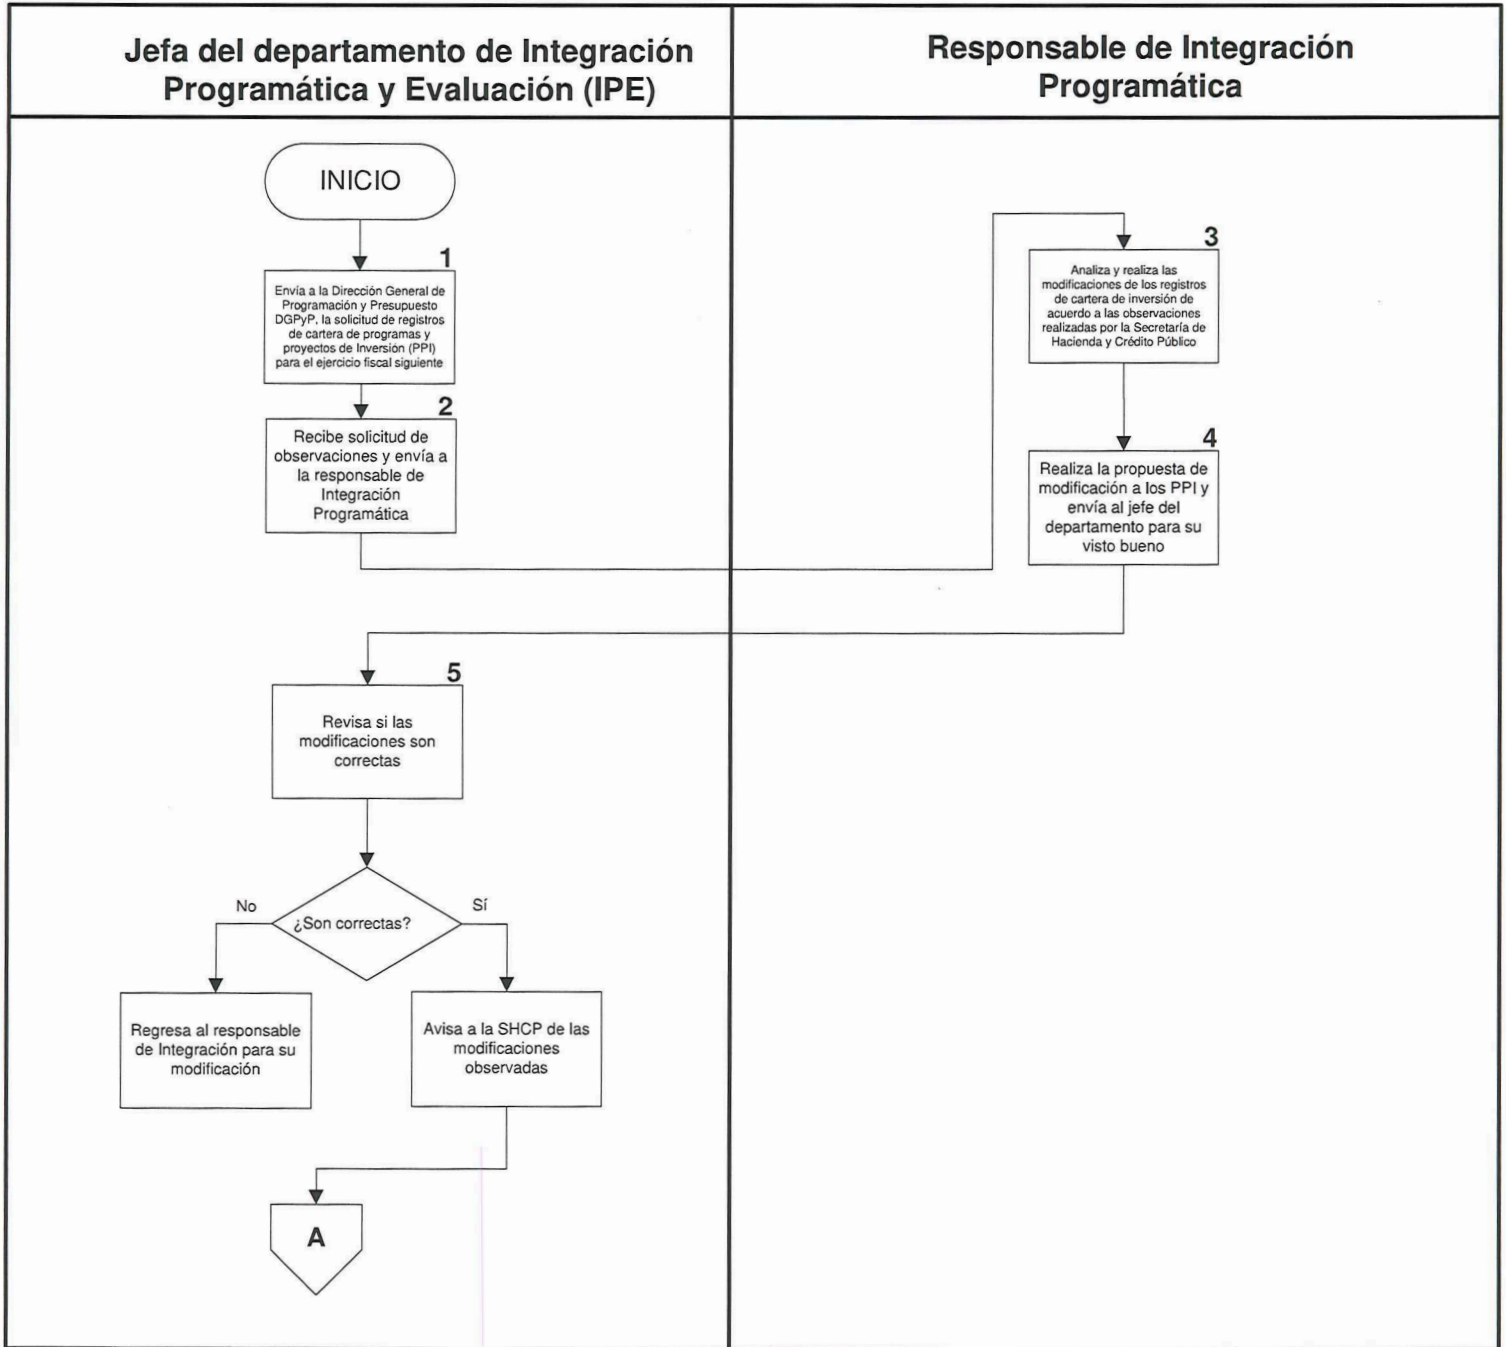 Jefa del departamento de Integración
Programática y Evaluación (IPE)
Responsable de Integración
Programática
INICIO
1
Envía a la Dirección General de
Programación y Presupuesto
DGPyP, la solicitud de registros
de cartera de programas y
proyectos de Inversión (PPI)
para el ejercicio fiscal siguiente
2
Recibe solicitud de
observaciones y envía a
la responsable de
Integración
Programática
3
Analiza y realiza las
modificaciones de los registros
de cartera de inversión de
acuerdo a las observaciones
realizadas por la Secretaría de
Hacienda y Crédito Público
4
Realiza la propuesta de
modificación a los PPI y
envía al jefe del
departamento para su
visto bueno
5
Revisa si las
modificaciones son
correctas
¿Son correctas?
No
Sí
Regresa al responsable
de Integración para su
modificación
Avisa a la SHCP de las
modificaciones
observadas
A